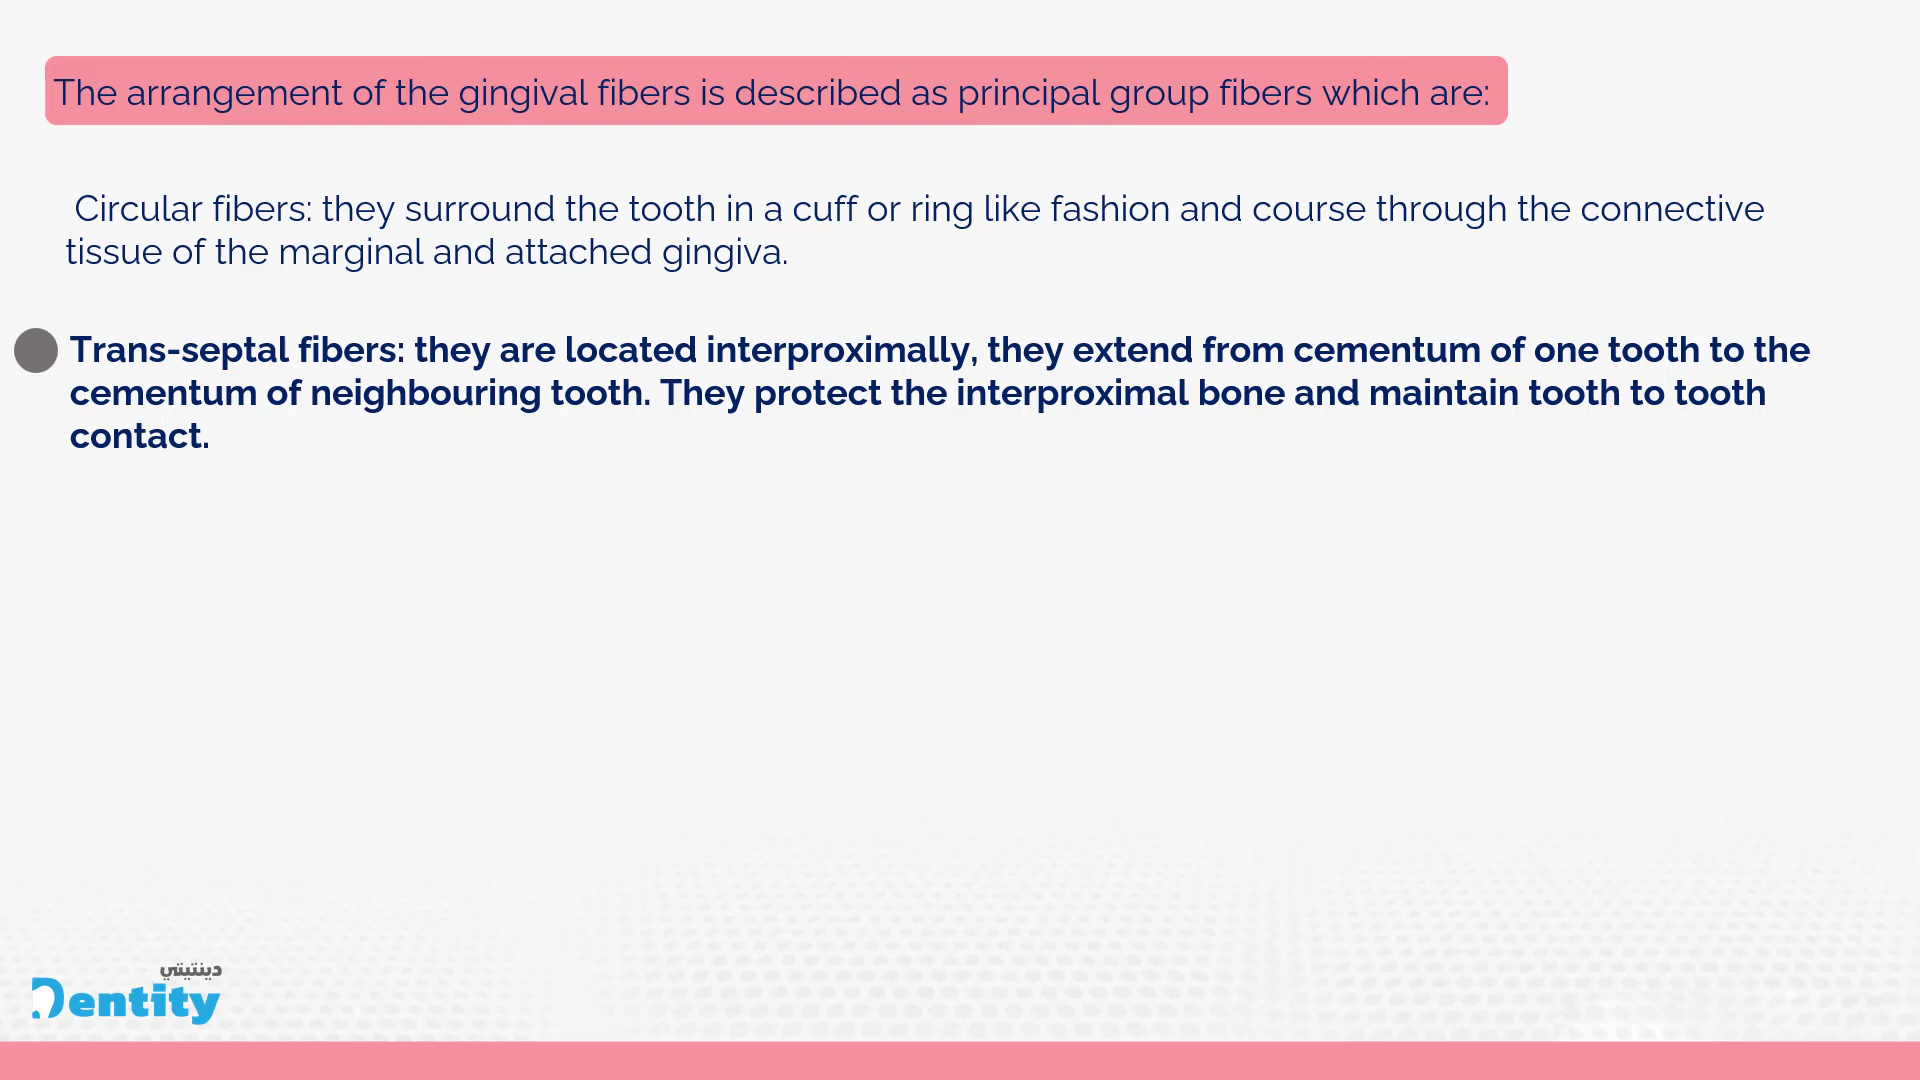 The arrangement of the gingival fibers is described as principal group fibers which are:
Circular fibers: they surround the tooth in a cuff or ring like fashion and course through the connective
tissue of the marginal and attached gingiva.
Trans-septal fibers: they are located interproximally, they extend from cementum of one tooth to the
cementum of neighbouring tooth. They protect the interproximal bone and maintain tooth to tooth
contact.
دينتيتي
Dentity